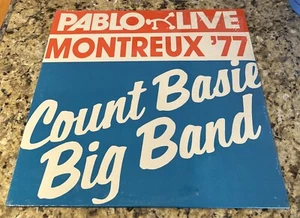 PABLO LIVE
MONTREUX '77
Count Basie
Big Band